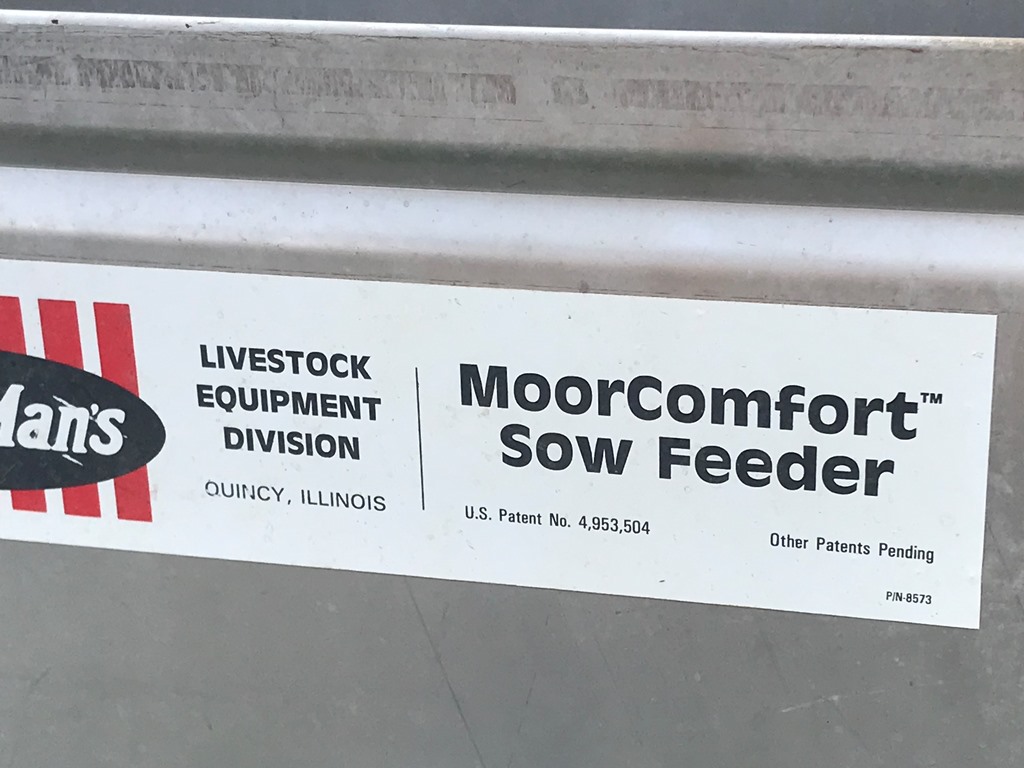 Man's
LIVESTOCK
EQUIPMENT
DIVISION
QUINCY, ILLINOIS
MoorComfort™
Sow Feeder
U.S. Patent No. 4,953,504
Other Patents Pending
P/N-8573